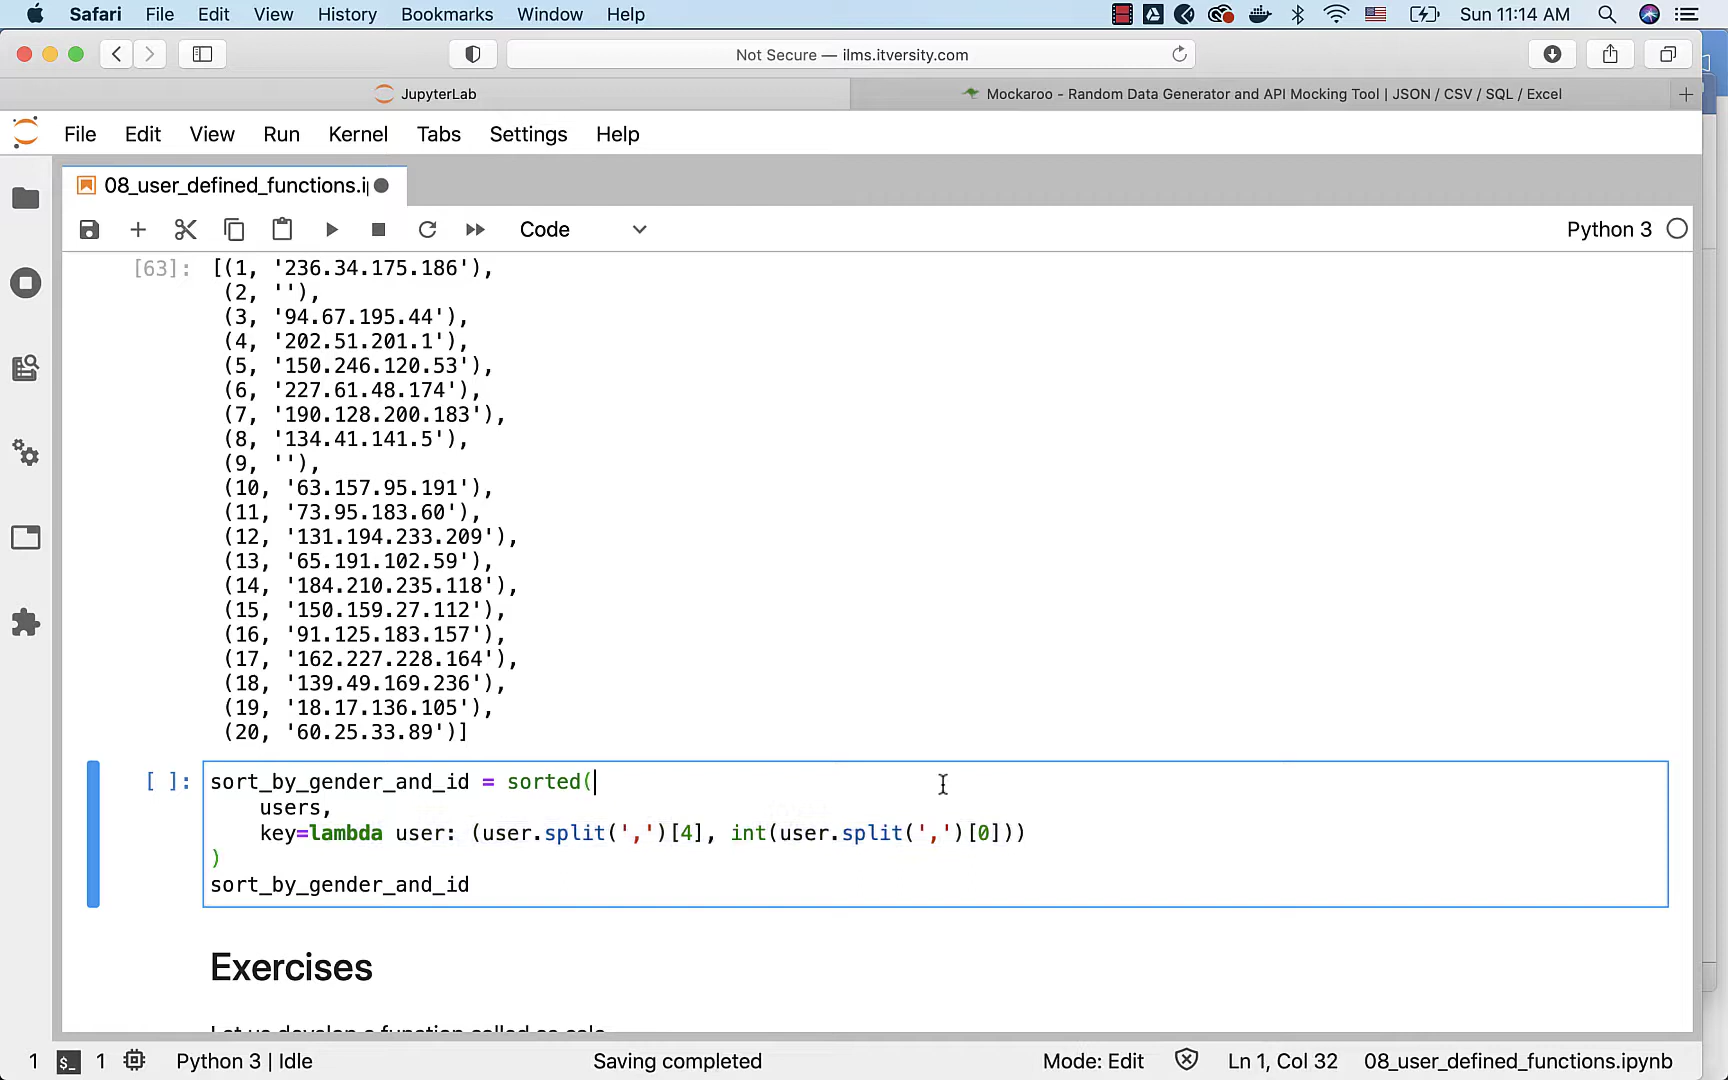 Safari File Edit View History Bookmarks Window Help Sun 11:14 AM
Not Secure — ilms.itversity.com
JupyterLab
Mockaroo - Random Data Generator and API Mocking Tool | JSON / CSV / SQL / Excel
File Edit View Run Kernel Tabs Settings Help
08_user_defined_functions.i
Code Python 3
[63]: [(1, '236.34.175.186'),
(2, ''),
(3, '94.67.195.44'),
(4, '202.51.201.1'),
(5, '150.246.120.53'),
(6, '227.61.48.174'),
(7, '190.128.200.183'),
(8, '134.41.141.5'),
(9, ''),
(10, '63.157.95.191'),
(11, '73.95.183.60'),
(12, '131.194.233.209'),
(13, '65.191.102.59'),
(14, '184.210.235.118'),
(15, '150.159.27.112'),
(16, '91.125.183.157'),
(17, '162.227.228.164'),
(18, '139.49.169.236'),
(19, '18.17.136.105'),
(20, '60.25.33.89')]
[ ]: sort_by_gender_and_id = sorted(
users,
key=lambda user: (user.split(',')[4], int(user.split(',')[0]))
)
sort_by_gender_and_id
Exercises
Let us develop a function called as calc
1 $_ 1 Python 3 | Idle Saving completed Mode: Edit Ln 1, Col 32 08_user_defined_functions.ipynb